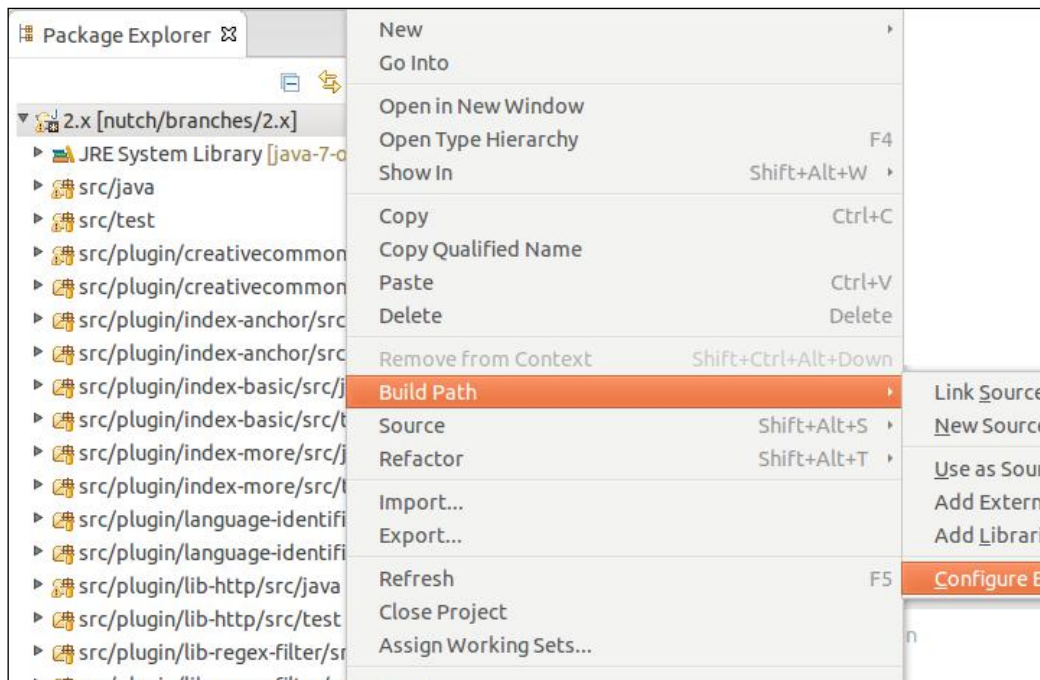 Package Explorer
2.x [nutch/branches/2.x]
JRE System Library [java-7-o
src/java
src/test
src/plugin/creativecommon
src/plugin/creativecommon
src/plugin/index-anchor/src
src/plugin/index-anchor/src
src/plugin/index-basic/src/j
src/plugin/index-basic/src/t
src/plugin/index-more/src/j
src/plugin/index-more/src/t
src/plugin/language-identifi
src/plugin/language-identifi
src/plugin/lib-http/src/java
src/plugin/lib-http/src/test
src/plugin/lib-regex-filter/sr
New
Go Into
Open in New Window
Open Type Hierarchy F4
Show In Shift+Alt+W
Copy Ctrl+C
Copy Qualified Name
Paste Ctrl+V
Delete Delete
Remove from Context Shift+Ctrl+Alt+Down
Build Path
Source Shift+Alt+S
Refactor Shift+Alt+T
Import...
Export...
Refresh F5
Close Project
Assign Working Sets...
Link Source
New Sourc
Use as Sour
Add Extern
Add Librari
Configure B
n